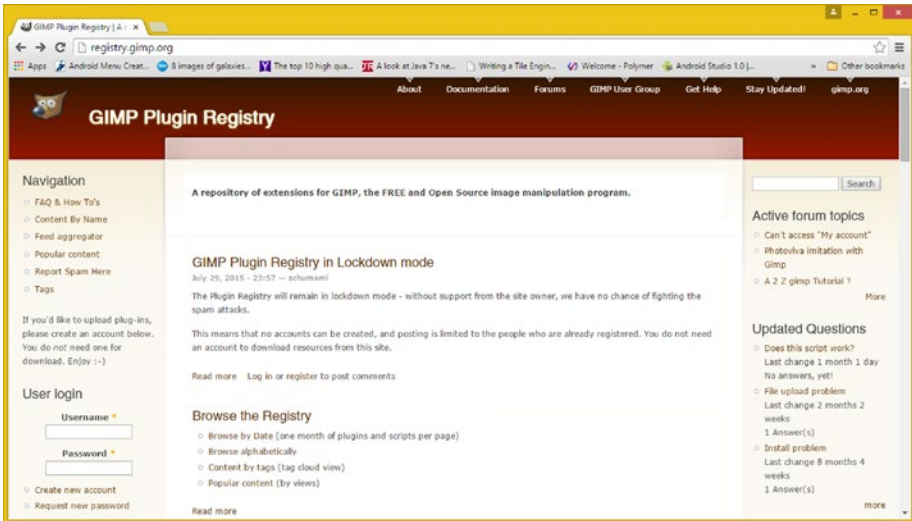 GIMP Plugin Registry | A r
registry.gimp.org
Apps Android Menu Creat... 8 images of galaxies... The top 10 high qua... A look at Java 7's ne... Writing a Tile Engin... Welcome - Polymer Android Studio 1.0 |... » Other bookmarks
About Documentation Forums GIMP User Group Get Help Stay Updated! gimp.org
GIMP Plugin Registry
Navigation
FAQ & How To's
Content By Name
Feed aggregator
Popular content
Report Spam Here
Tags
If you'd like to upload plug-ins,
please create an account below.
You do not need one for
download. Enjoy :-)
User login
Username *
Password *
Create new account
Request new password
A repository of extensions for GIMP, the FREE and Open Source image manipulation program.
GIMP Plugin Registry in Lockdown mode
July 29, 2015 - 23:57 — schumaml
The Plugin Registry will remain in lockdown mode - without support from the site owner, we have no chance of fighting the
spam attacks.
This means that no accounts can be created, and posting is limited to the people who are already registered. You do not need
an account to download resources from this site.
Read more Log in or register to post comments
Browse the Registry
Browse by Date (one month of plugins and scripts per page)
Browse alphabetically
Content by tags (tag cloud view)
Popular content (by views)
Read more
Search
Active forum topics
Can't access "My account"
Photoviva imitation with
Gimp
A 2 Z gimp Tutorial ?
More
Updated Questions
Does this script work?
Last change 1 month 1 day
No answers, yet!
File upload problem
Last change 2 months 2
weeks
1 Answer(s)
Install problem
Last change 8 months 4
weeks
1 Answer(s)
more